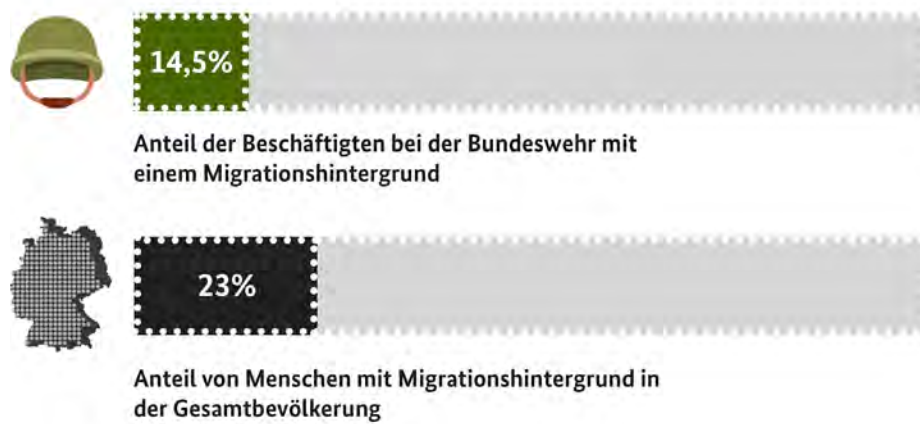 14,5%
Anteil der Beschäftigten bei der Bundeswehr mit
einem Migrationshintergrund
23%
Anteil von Menschen mit Migrationshintergrund in
der Gesamtbevölkerung